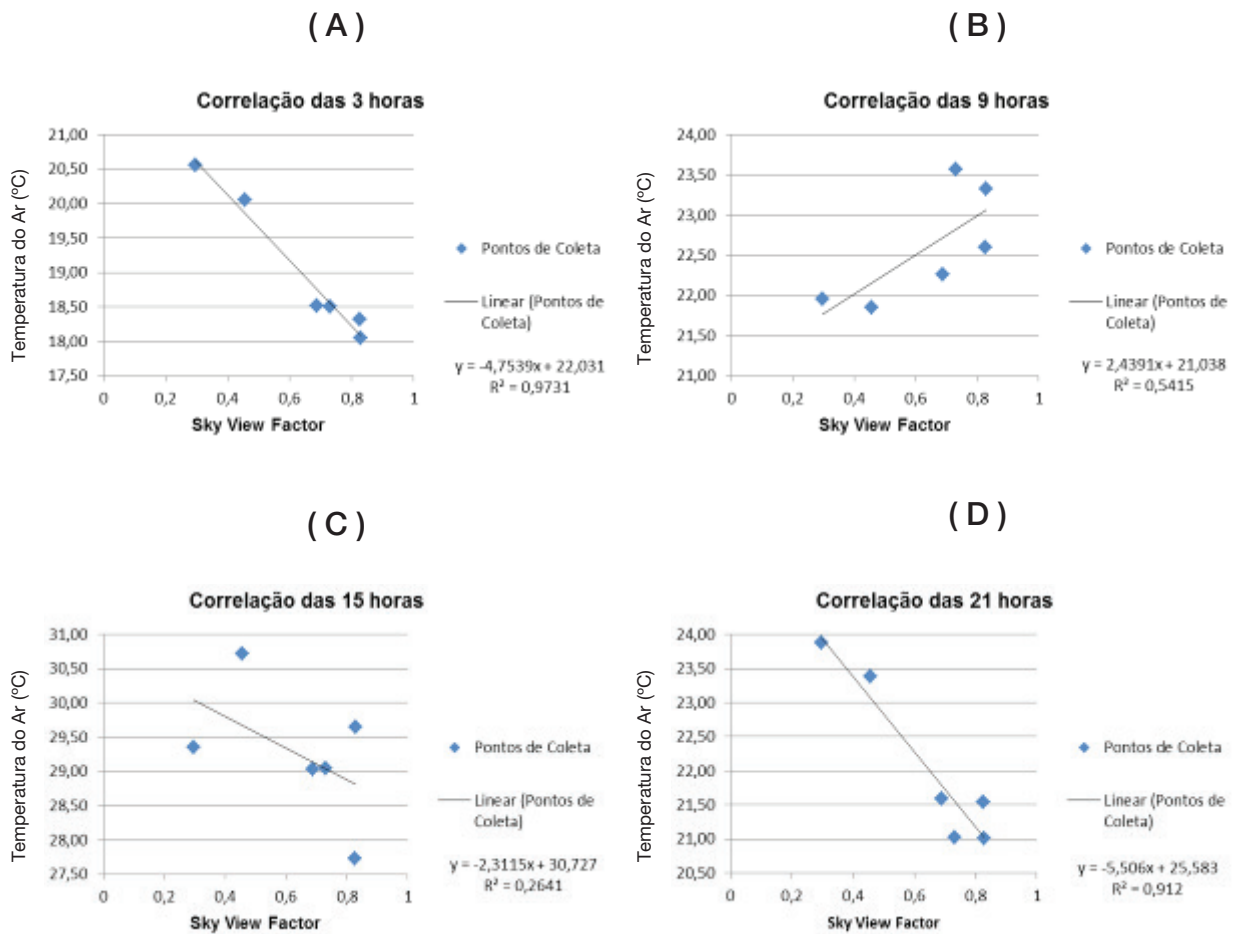 ( A )
Correlação das 3 horas
Temperatura do Ar (ºC)
21,00
20,50
20,00
19,50
19,00
18,50
18,00
17,50
0 0,2 0,4 0,6 0,8 1
Sky View Factor
Pontos de Coleta
Linear (Pontos de
Coleta)
y = -4,7539x + 22,031
R² = 0,9731
( B )
Correlação das 9 horas
Temperatura do Ar (ºC)
24,00
23,50
23,00
22,50
22,00
21,50
21,00
0 0,2 0,4 0,6 0,8 1
Sky View Factor
Pontos de Coleta
Linear (Pontos de
Coleta)
y = 2,4391x + 21,038
R² = 0,5415
( C )
Correlação das 15 horas
Temperatura do Ar (ºC)
31,00
30,50
30,00
29,50
29,00
28,50
28,00
27,50
0 0,2 0,4 0,6 0,8 1
Sky View Factor
Pontos de Coleta
Linear (Pontos de
Coleta)
y = -2,3115x + 30,727
R² = 0,2641
( D )
Correlação das 21 horas
Temperatura do Ar (ºC)
24,00
23,50
23,00
22,50
22,00
21,50
21,00
20,50
0 0,2 0,4 0,6 0,8 1
Sky View Factor
Pontos de Coleta
Linear (Pontos de
Coleta)
y = -5,506x + 25,583
R² = 0,912